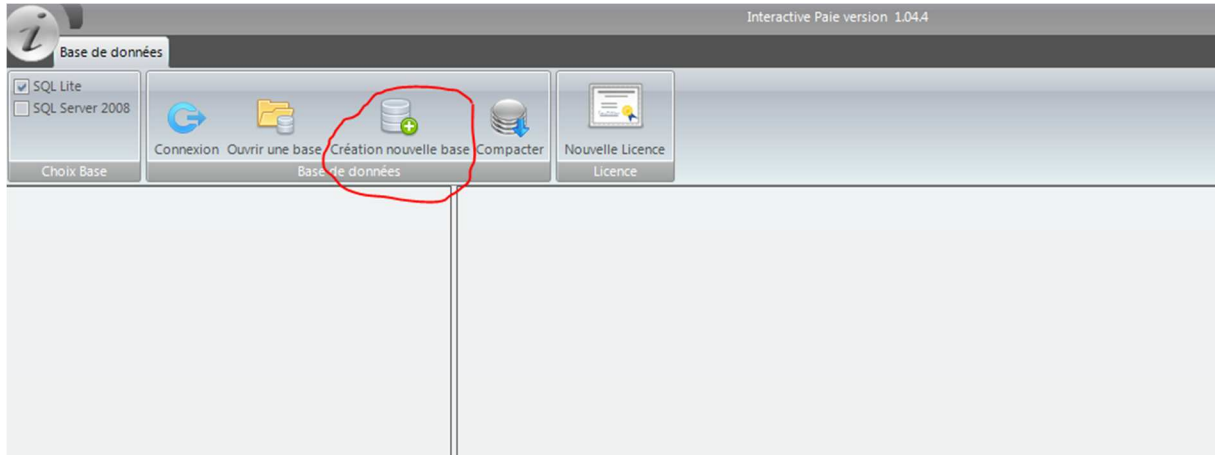 Interactive Paie version 1.04.4
i
Base de données
SQL Lite
SQL Server 2008
Connexion Ouvrir une base Création nouvelle base Compacter Nouvelle Licence
Choix Base Base de données Licence